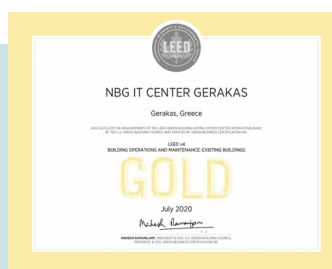 LEED
NBG IT CENTER GERAKAS
Gerakas, Greece
HAS FULFILLED THE REQUIREMENTS OF THE LEED GREEN BUILDING RATING SYSTEM CERTIFICATION ESTABLISHED
BY THE U.S. GREEN BUILDING COUNCIL AND VERIFIED BY GREEN BUSINESS CERTIFICATION INC.
LEED v4
BUILDING OPERATIONS AND MAINTENANCE: EXISTING BUILDINGS
GOLD
July 2020
MAHESH RAMANUJAM, PRESIDENT & CEO, U.S. GREEN BUILDING COUNCIL,
PRESIDENT & CEO, GREEN BUSINESS CERTIFICATION INC.